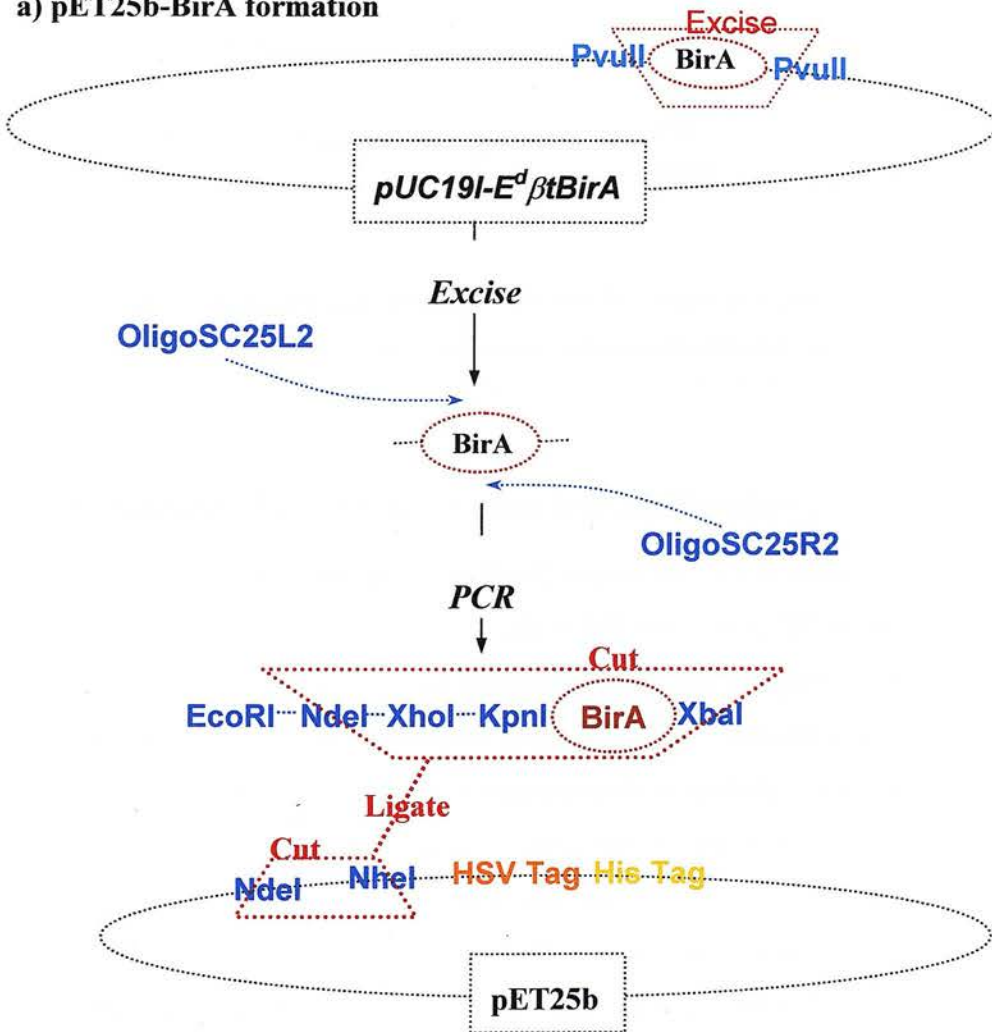 a) pET25b-BirA formation
Excise
PvuII BirA PvuII
pUC19I-E^dβtBirA
Excise
OligoSC25L2
BirA
OligoSC25R2
PCR
Cut
EcoRI NdeI XhoI KpnI BirA XbaI
Ligate
Cut
NdeI NheI HSV Tag His Tag
pET25b